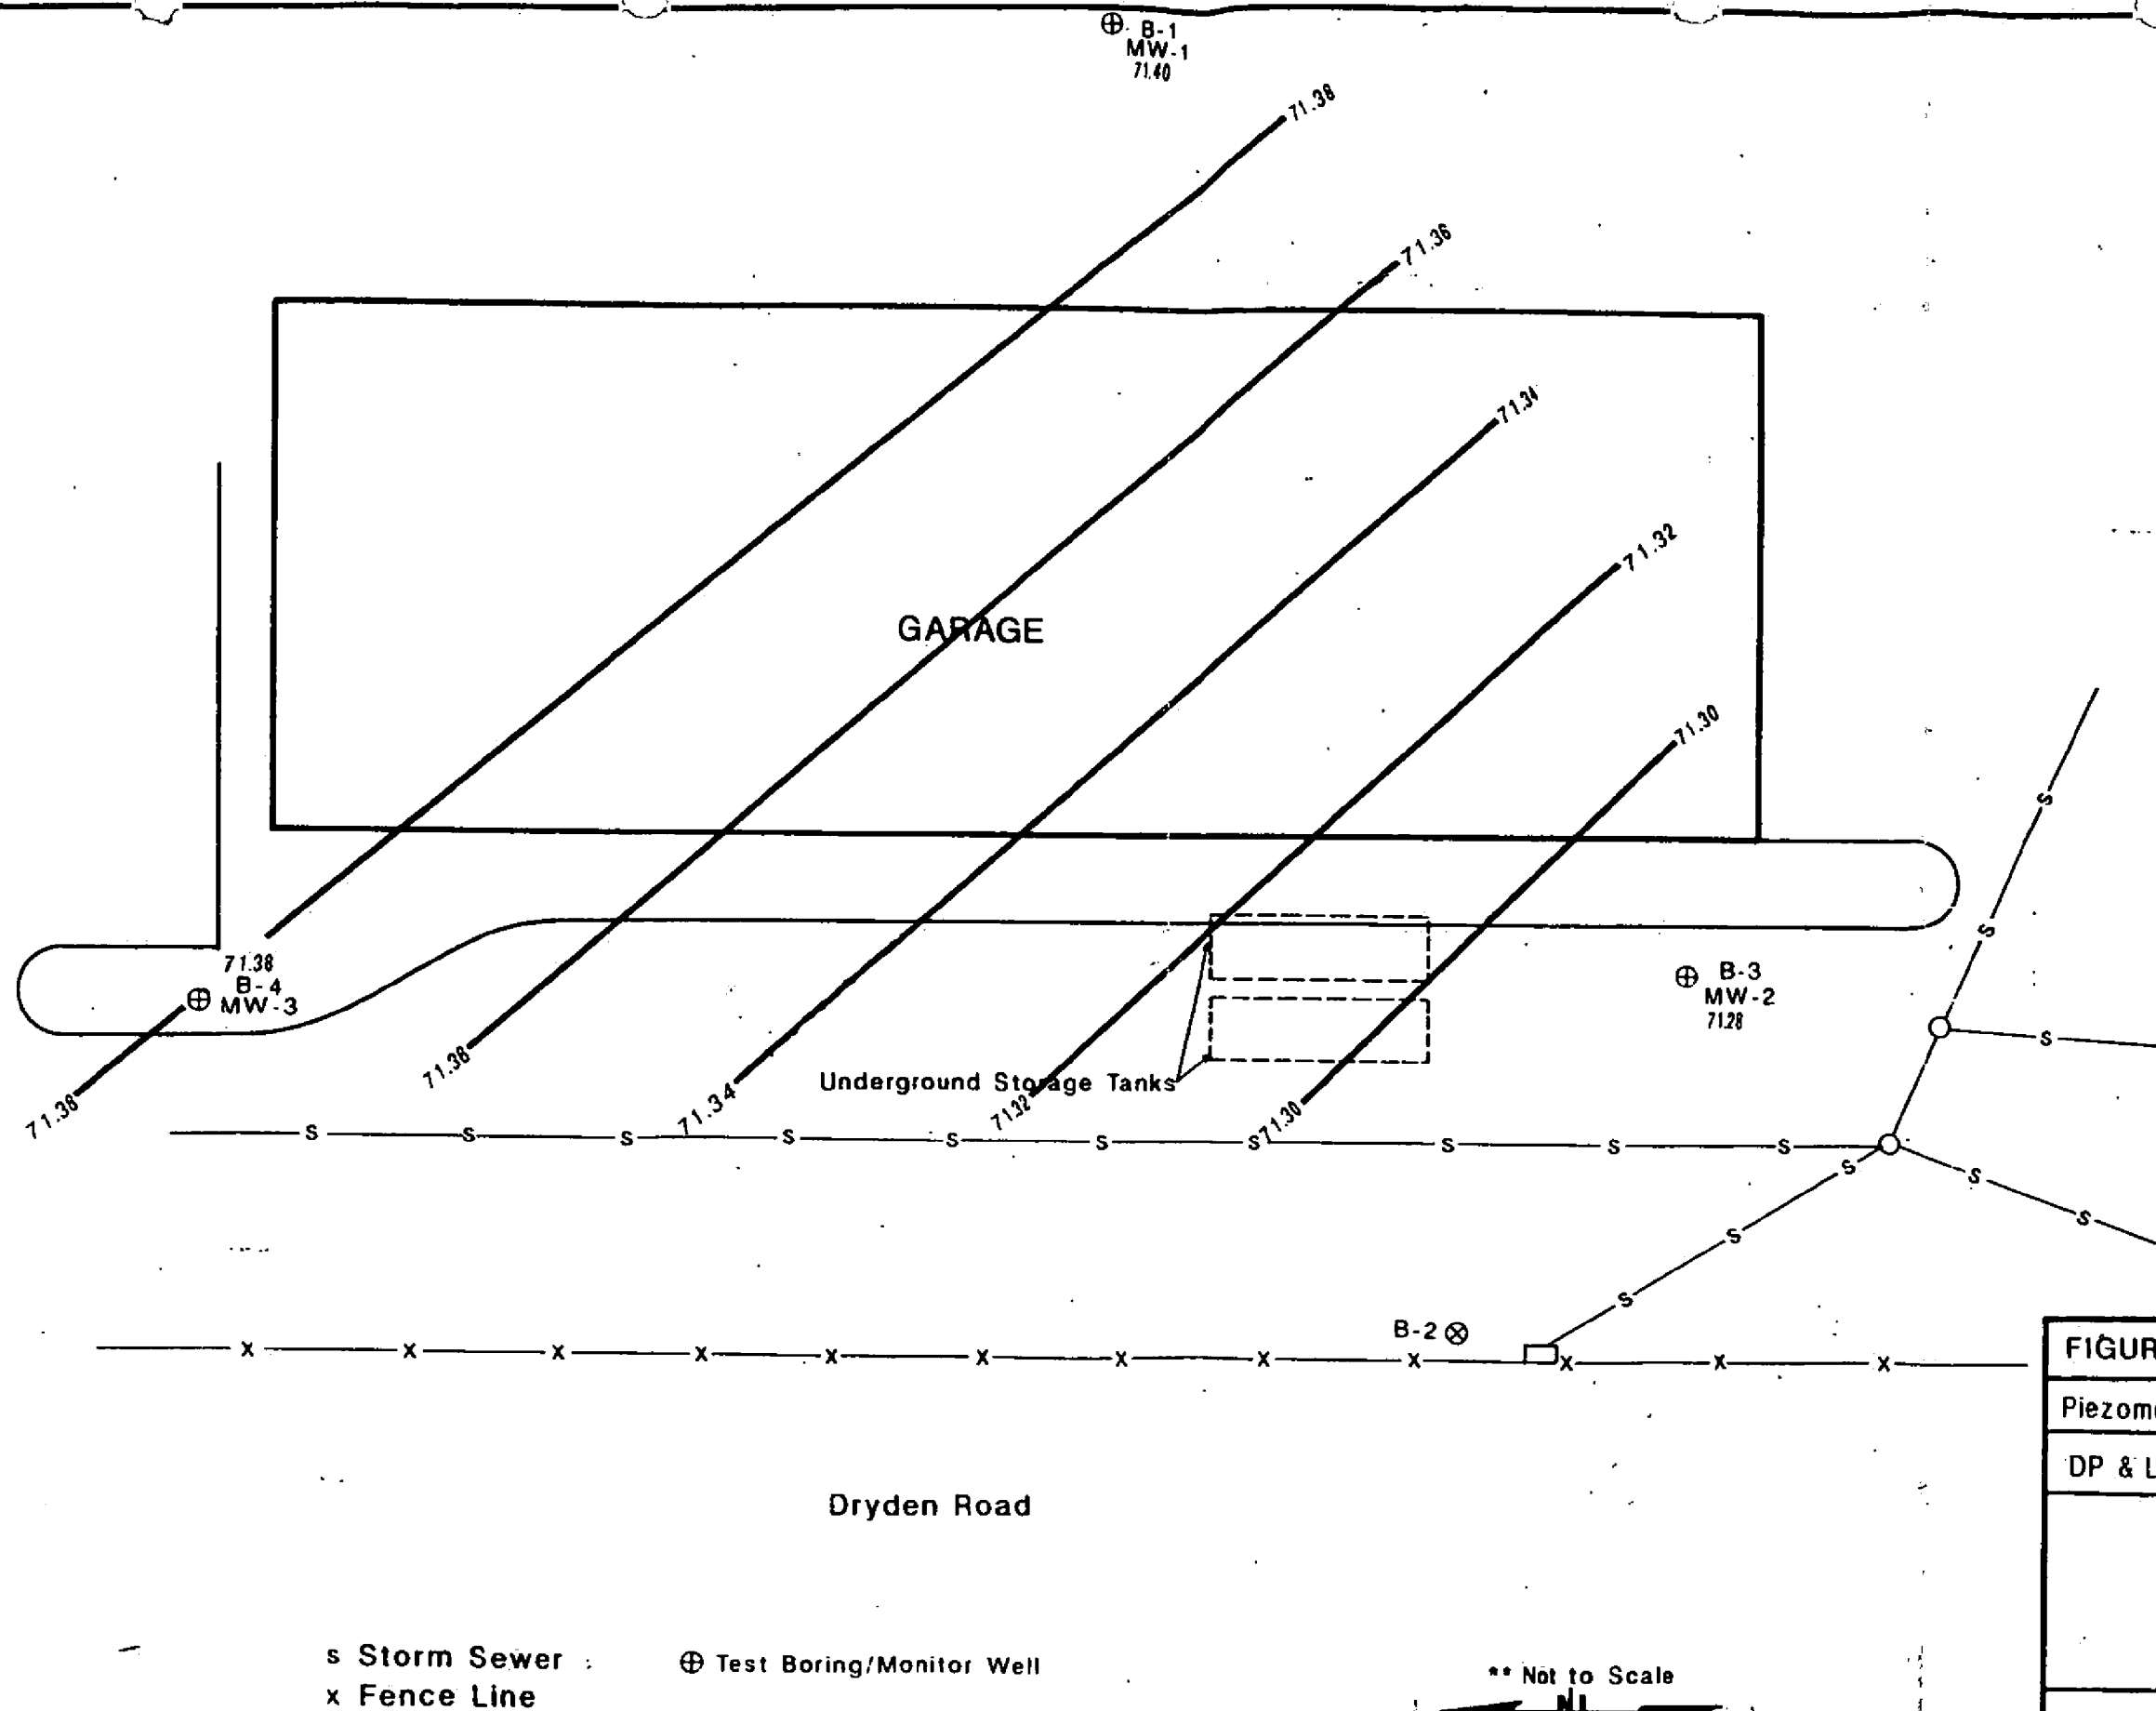 B-1
MW-1
71.40
71.38
71.36
71.34
71.32
GARAGE
71.30
71.38
B-4
MW-3
B-3
MW-2
71.28
71.38
71.36
71.34
Underground Storage Tanks
71.32
71.30
S S S S S S S S S S
S
S
S
S
S
S
S
S
B-2
X X X X X X X X X X X X
FIGUR
Piezom
DP & L
Dryden Road
s Storm Sewer
x Fence Line
Test Boring/Monitor Well
** Not to Scale
N